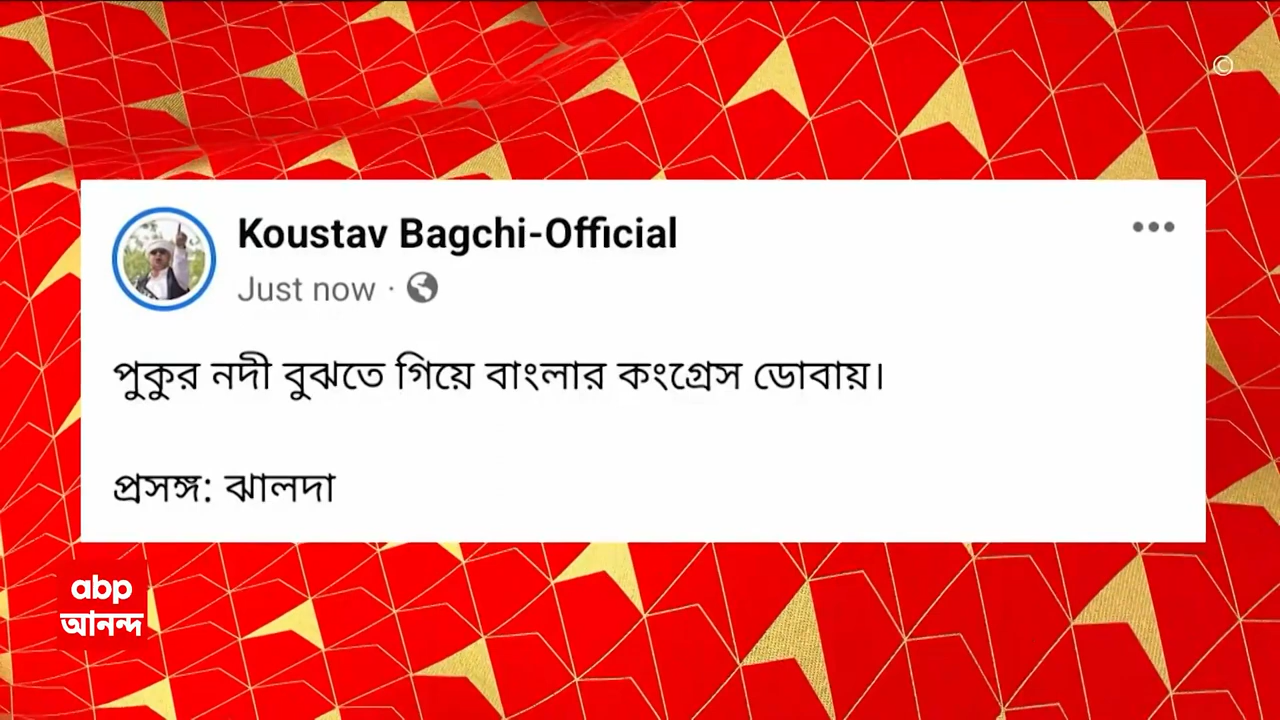 ©
Koustav Bagchi-Official
Just now ·
পুকুর নদী বুঝতে গিয়ে বাংলার কংগ্রেস ডোবায়।
প্রসঙ্গ: ঝালদা
abp
আনন্দ